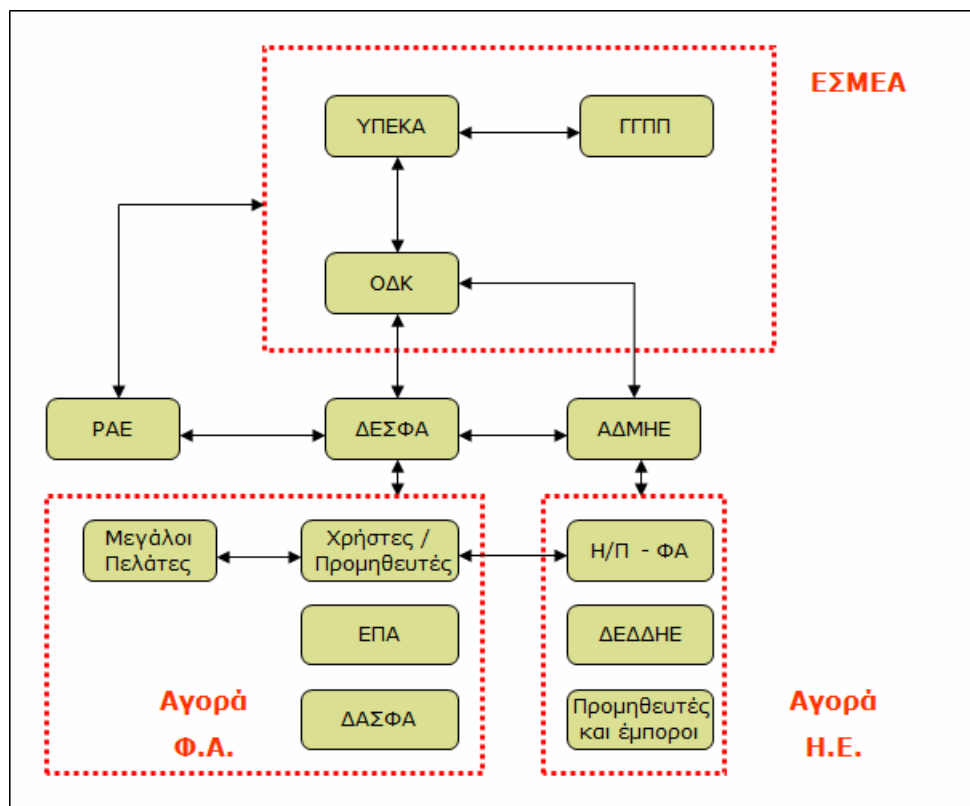 ΕΣΜΕΑ
ΥΠΕΚΑ
ΓΓΠΠ
ΟΔΚ
ΡΑΕ
ΔΕΣΦΑ
ΑΔΜΗΕ
Μεγάλοι
Πελάτες
Χρήστες /
Προμηθευτές
Η/Π - ΦΑ
ΕΠΑ
ΔΕΔΔΗΕ
ΔΑΣΦΑ
Προμηθευτές
και έμποροι
Αγορά
Φ.Α.
Αγορά
Η.Ε.